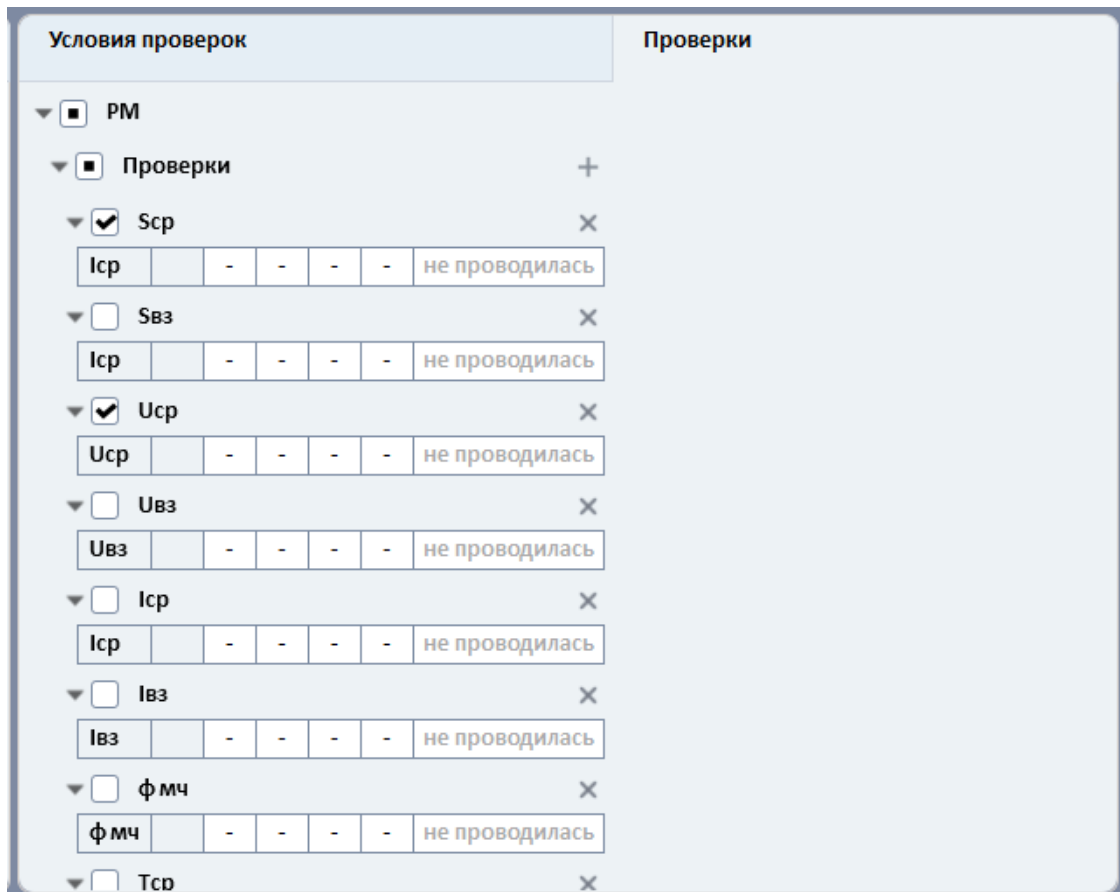 Условия проверок Проверки
РМ
Проверки
Sср
Iср - - - - не проводилась
Sвз
Iср - - - - не проводилась
Uср
Uср - - - - не проводилась
Uвз
Uвз - - - - не проводилась
Iср
Iср - - - - не проводилась
Iвз
Iвз - - - - не проводилась
ф мч
ф мч - - - - не проводилась
Тср